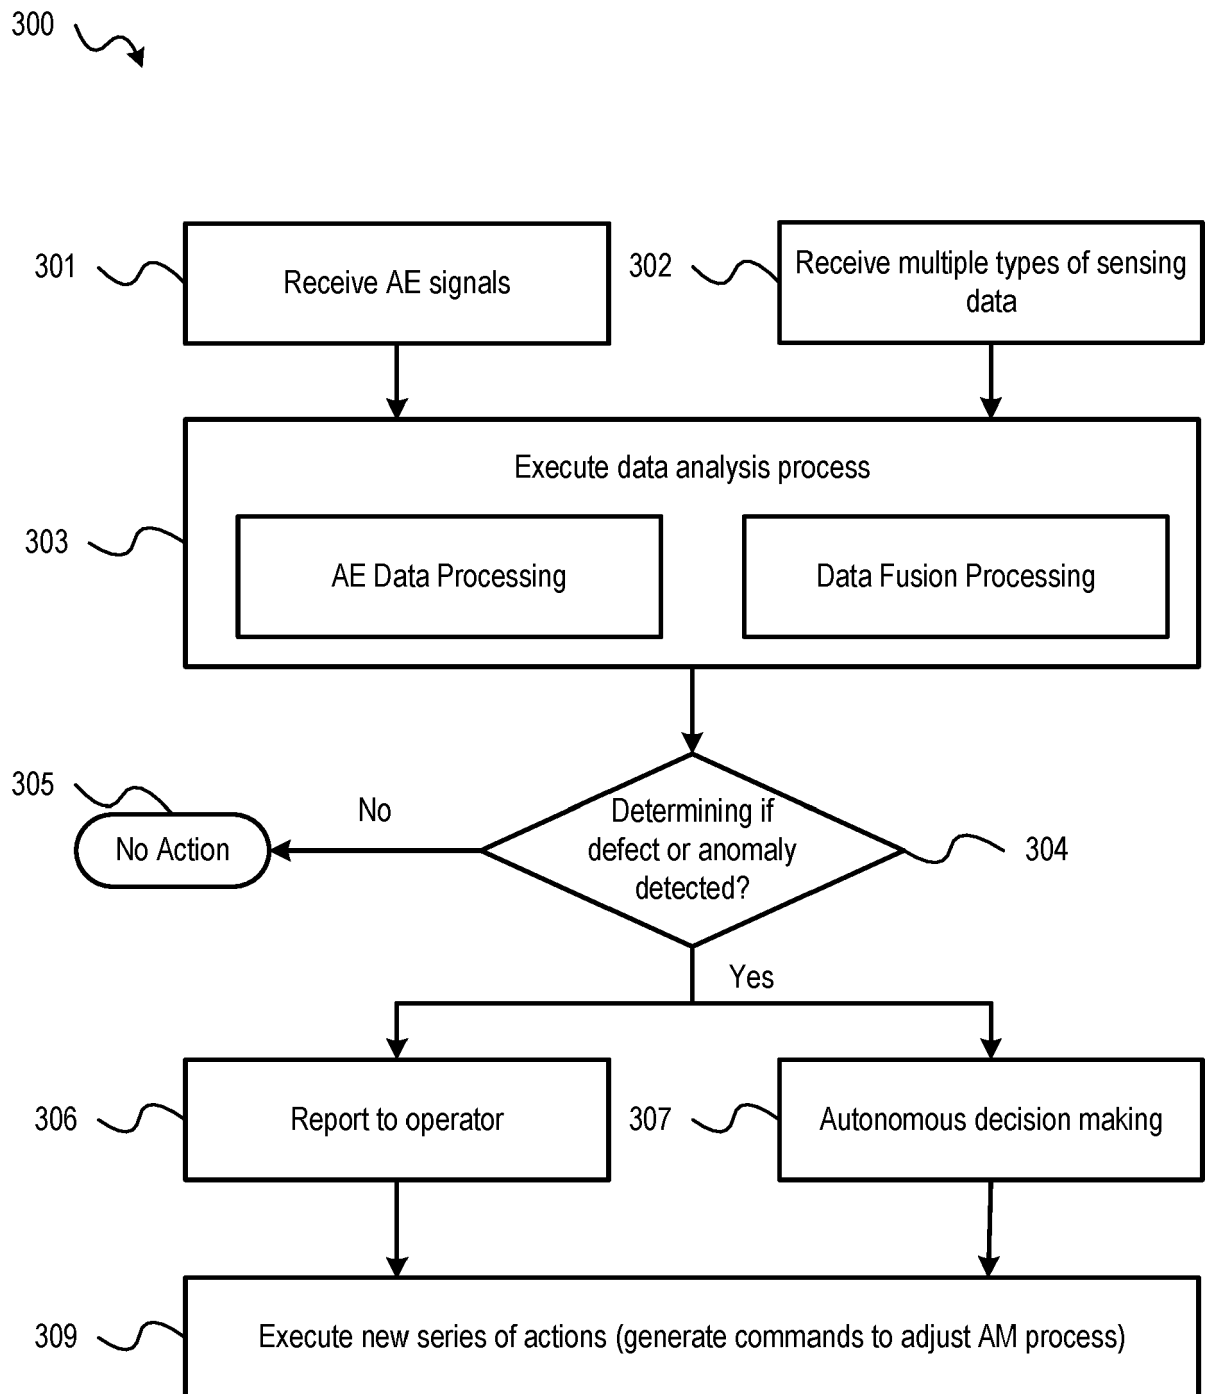 300
301
Receive AE signals
302
Receive multiple types of sensing
data
Execute data analysis process
303
AE Data Processing
Data Fusion Processing
305
No Action
No
Determining if
defect or anomaly
detected?
304
Yes
306
Report to operator
307
Autonomous decision making
309
Execute new series of actions (generate commands to adjust AM process)